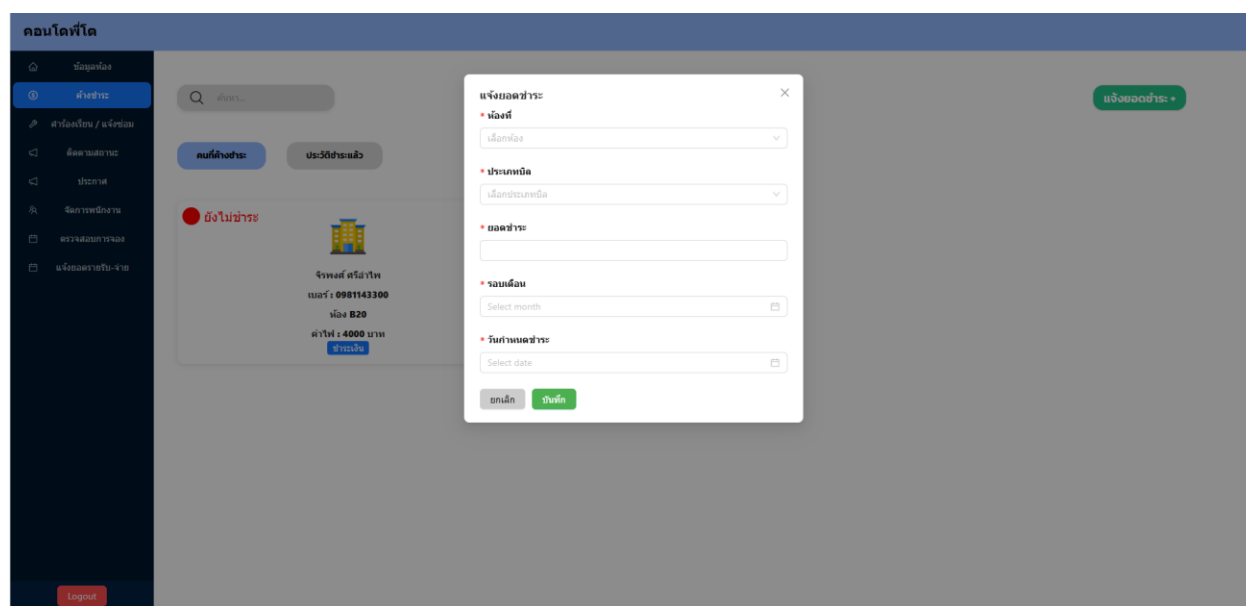 คอนโดพี่โต
ข้อมูลห้อง
ค้างชำระ
คำร้องเรียน / แจ้งซ่อม
ติดตามสถานะ
ประกาศ
จัดการพนักงาน
ตรวจสอบการจอง
แจ้งยอดรายรับ-จ่าย
Logout
ค้นหา...
แจ้งยอดชำระ +
คนที่ค้างชำระ
ประวัติชำระแล้ว
ยังไม่ชำระ
จิรพงศ์ ศรีอำไพ
เบอร์ : 0981143300
ห้อง B20
ค่าไฟ : 4000 บาท
ชำระเงิน
แจ้งยอดชำระ
* ห้องที่
เลือกห้อง
* ประเภทบิล
เลือกประเภทบิล
* ยอดชำระ
* รอบเดือน
Select month
* วันกำหนดชำระ
Select date
ยกเลิก
บันทึก